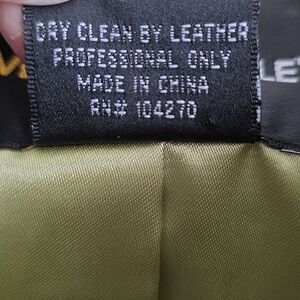 DRY CLEAN BY LEATHER
PROFESSIONAL ONLY
MADE IN CHINA
RN# 104270